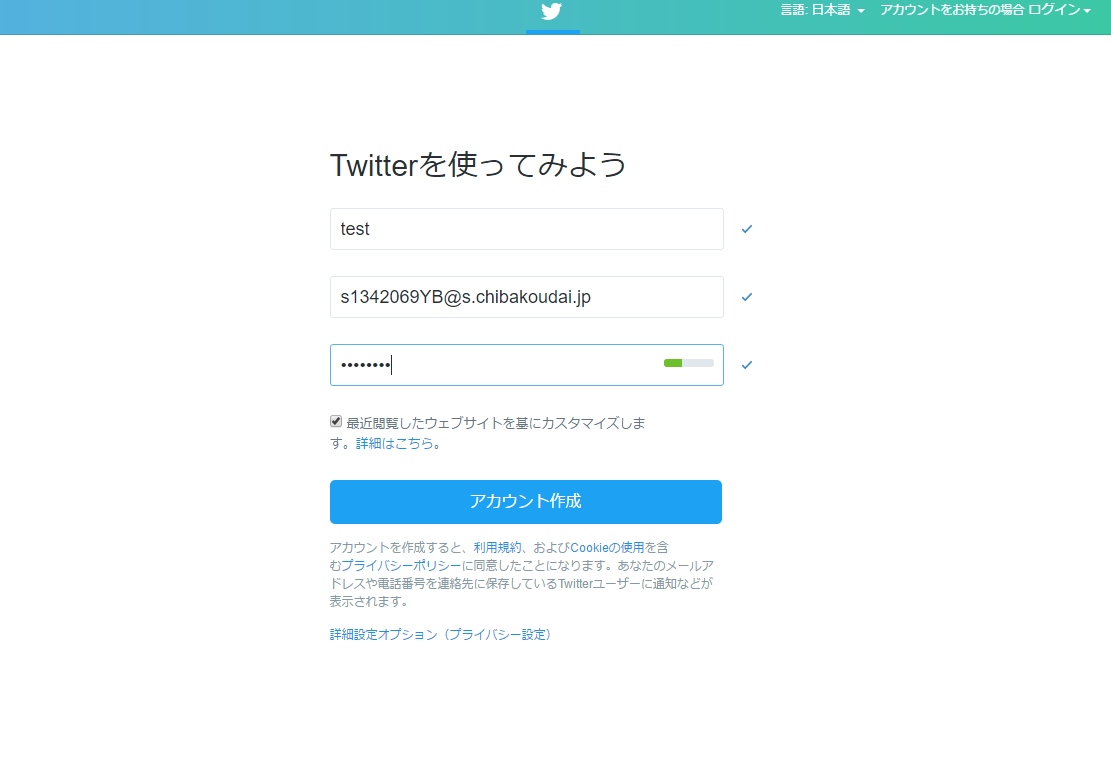 言語: 日本語 アカウントをお持ちの場合 ログイン
Twitterを使ってみよう
test
s1342069YB@s.chibakoudai.jp
••••••••
最近閲覧したウェブサイトを基にカスタマイズしま
す。詳細はこちら。
アカウント作成
アカウントを作成すると、利用規約、およびCookieの使用を含
むプライバシーポリシーに同意したことになります。あなたのメールア
ドレスや電話番号を連絡先に保存しているTwitterユーザーに通知などが
表示されます。
詳細設定オプション（プライバシー設定）